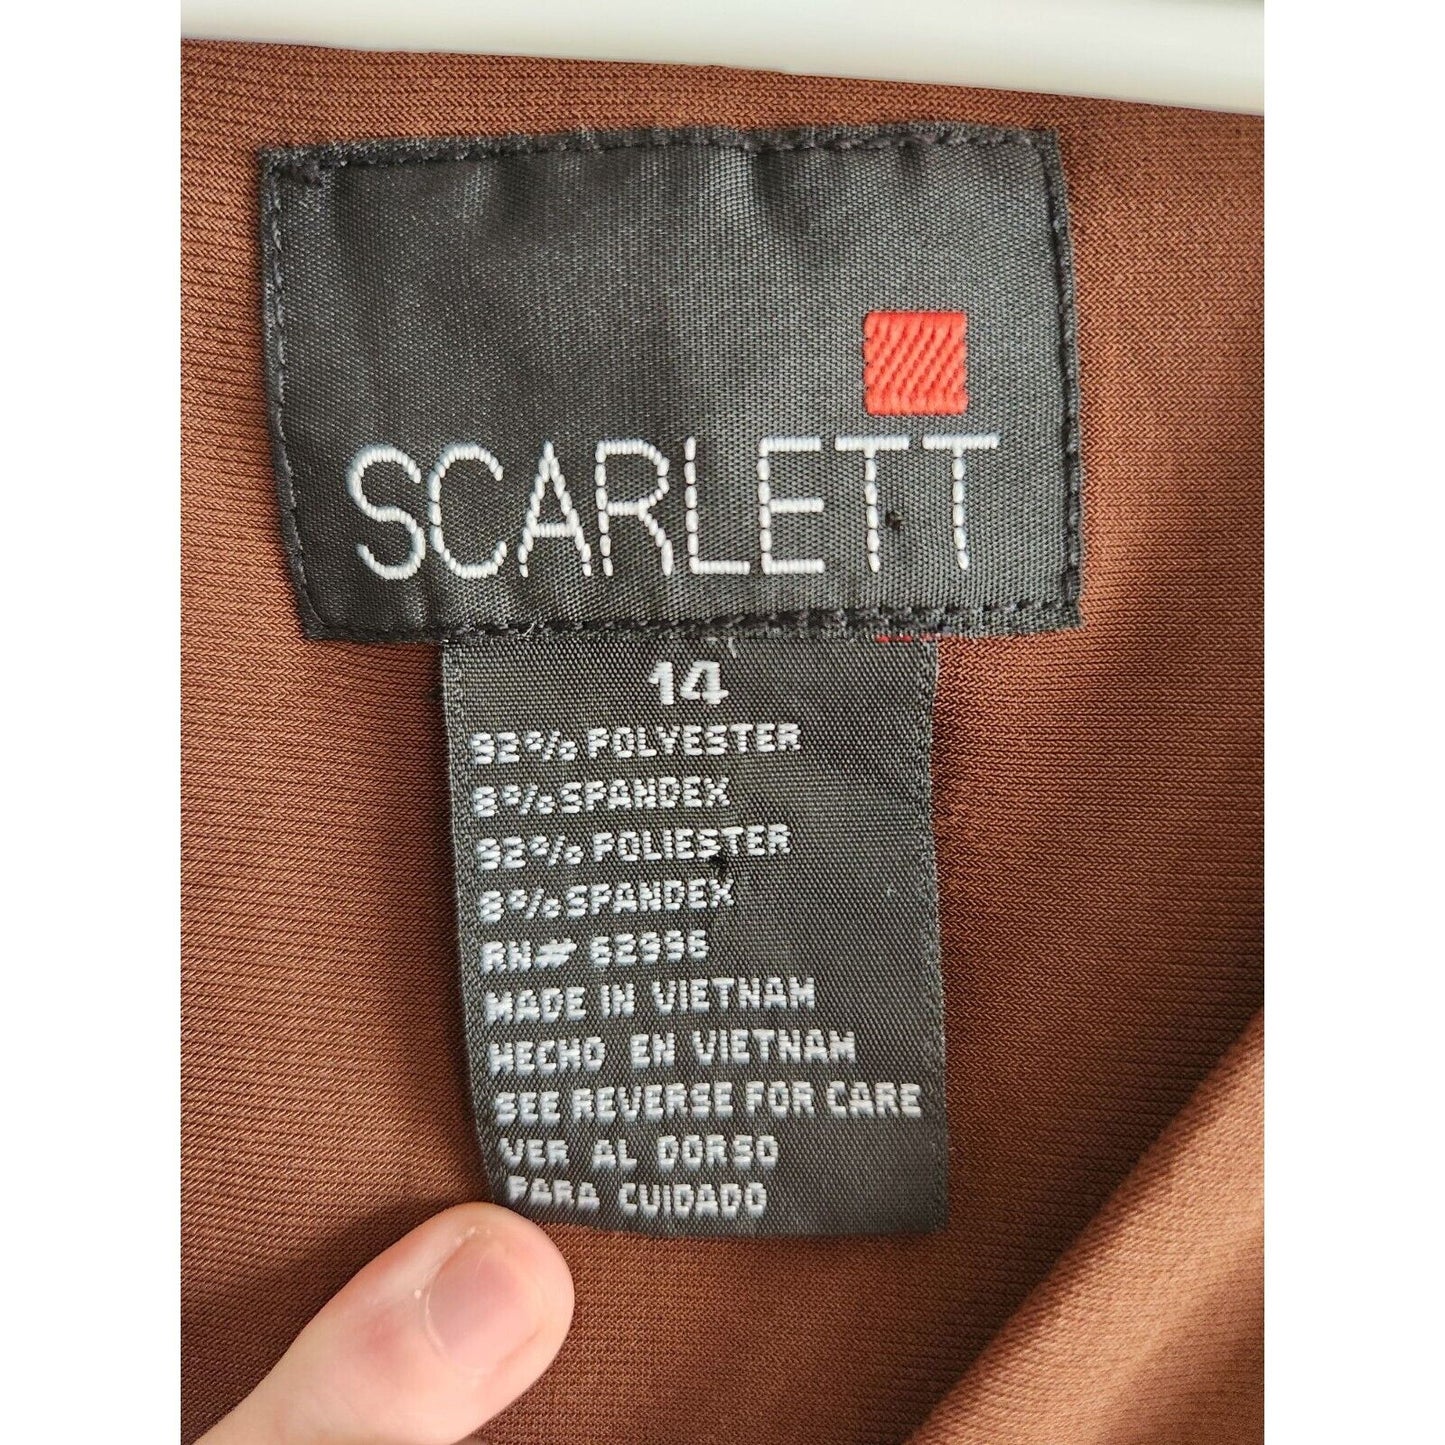 SCARLETT
14
92% POLYESTER
8% SPANDEX
92% POLIESTER
8% SPANDEX
RN#
MADE IN VIETNAM
HECHO EN VIETNAM
SEE REVERSE FOR CARE
VER AL DORSO
PARA CUIDADO